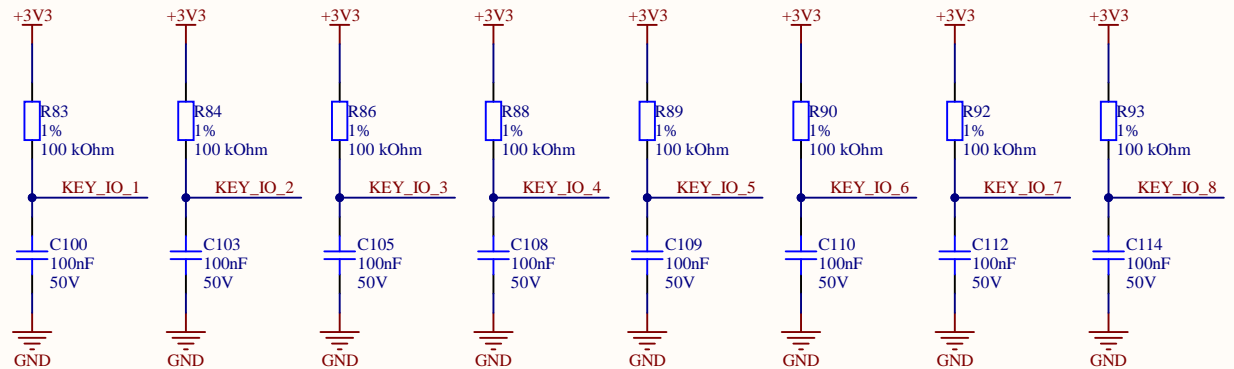 +3V3 +3V3 +3V3 +3V3 +3V3 +3V3 +3V3 +3V3
R83 R84 R86 R88 R89 R90 R92 R93
1% 1% 1% 1% 1% 1% 1% 1%
100 kOhm 100 kOhm 100 kOhm 100 kOhm 100 kOhm 100 kOhm 100 kOhm 100 kOhm
KEY_IO_1 KEY_IO_2 KEY_IO_3 KEY_IO_4 KEY_IO_5 KEY_IO_6 KEY_IO_7 KEY_IO_8
C100 C103 C105 C108 C109 C110 C112 C114
100nF 100nF 100nF 100nF 100nF 100nF 100nF 100nF
50V 50V 50V 50V 50V 50V 50V 50V
GND GND GND GND GND GND GND GND